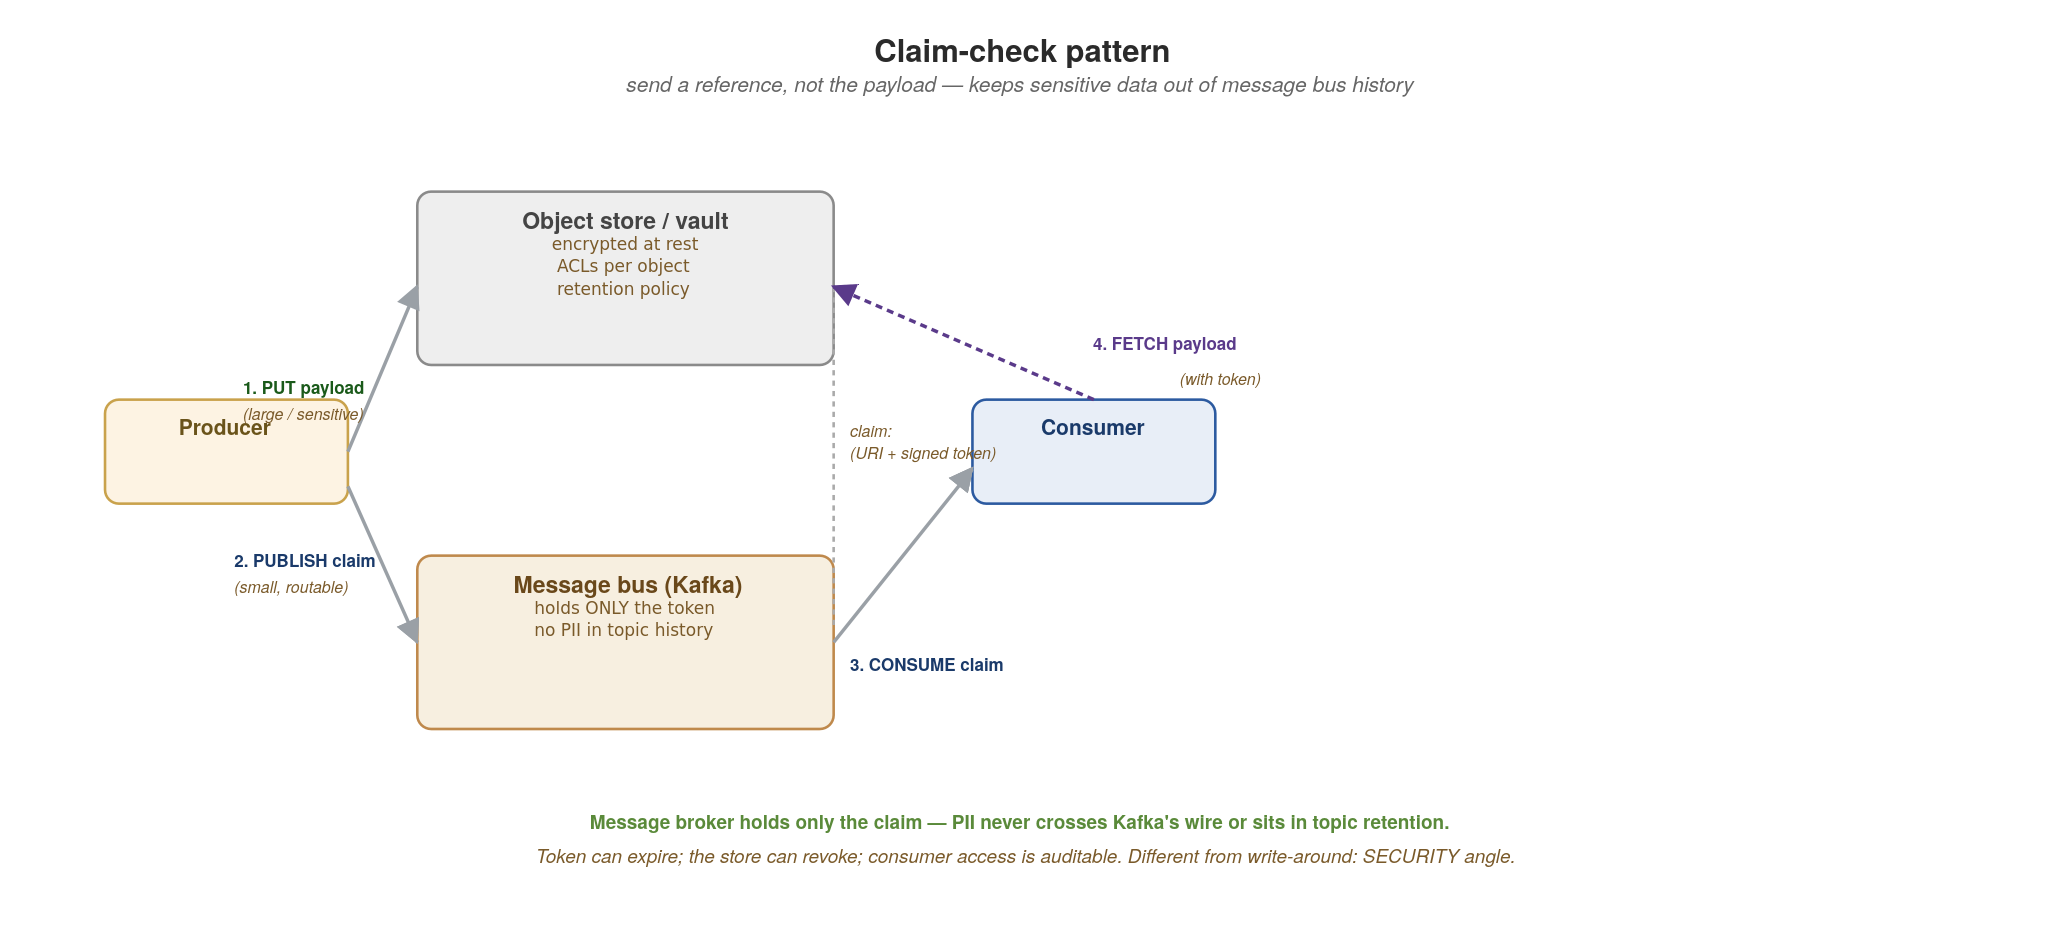 Claim-check pattern
send a reference, not the payload — keeps sensitive data out of message bus history
Object store / vault
encrypted at rest
ACLs per object
retention policy
4. FETCH payload
(with token)
1. PUT payload
(large / sensitive)
Producer
claim:
(URI + signed token)
Consumer
2. PUBLISH claim
(small, routable)
Message bus (Kafka)
holds ONLY the token
no PII in topic history
3. CONSUME claim
Message broker holds only the claim — PII never crosses Kafka's wire or sits in topic retention.
Token can expire; the store can revoke; consumer access is auditable. Different from write-around: SECURITY angle.